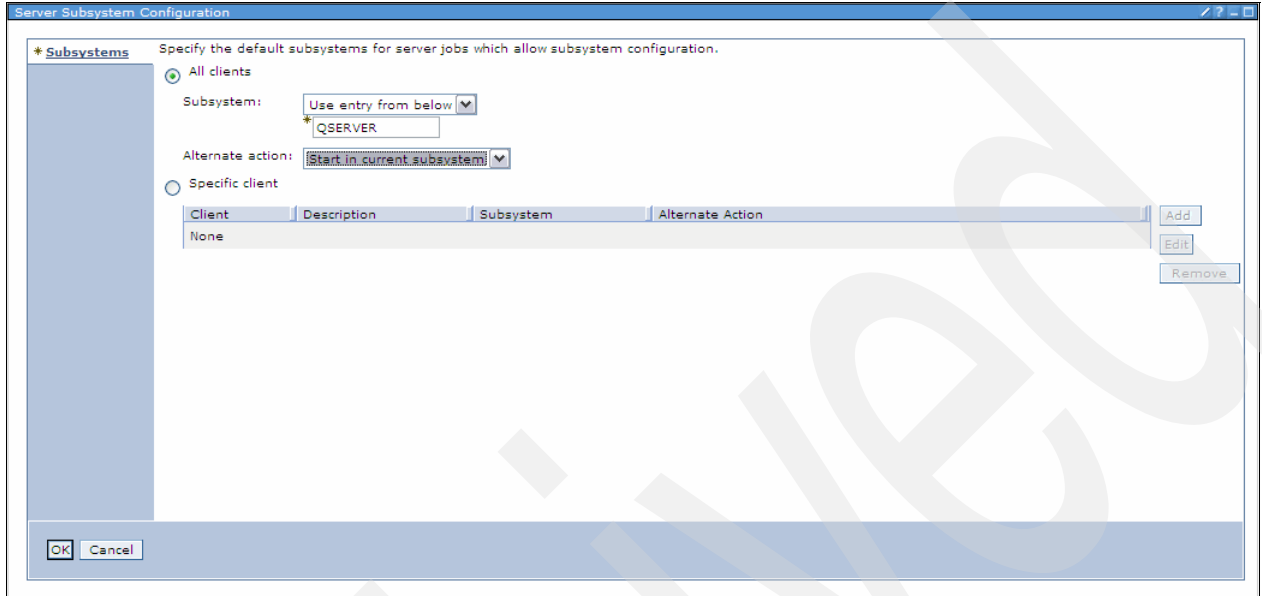 Server Subsystem Configuration
* Subsystems
Specify the default subsystems for server jobs which allow subsystem configuration.
All clients
Subsystem: Use entry from below
* QSERVER
Alternate action: Start in current subsystem
Specific client
Client Description Subsystem Alternate Action
None
Add
Edit
Remove
OK Cancel